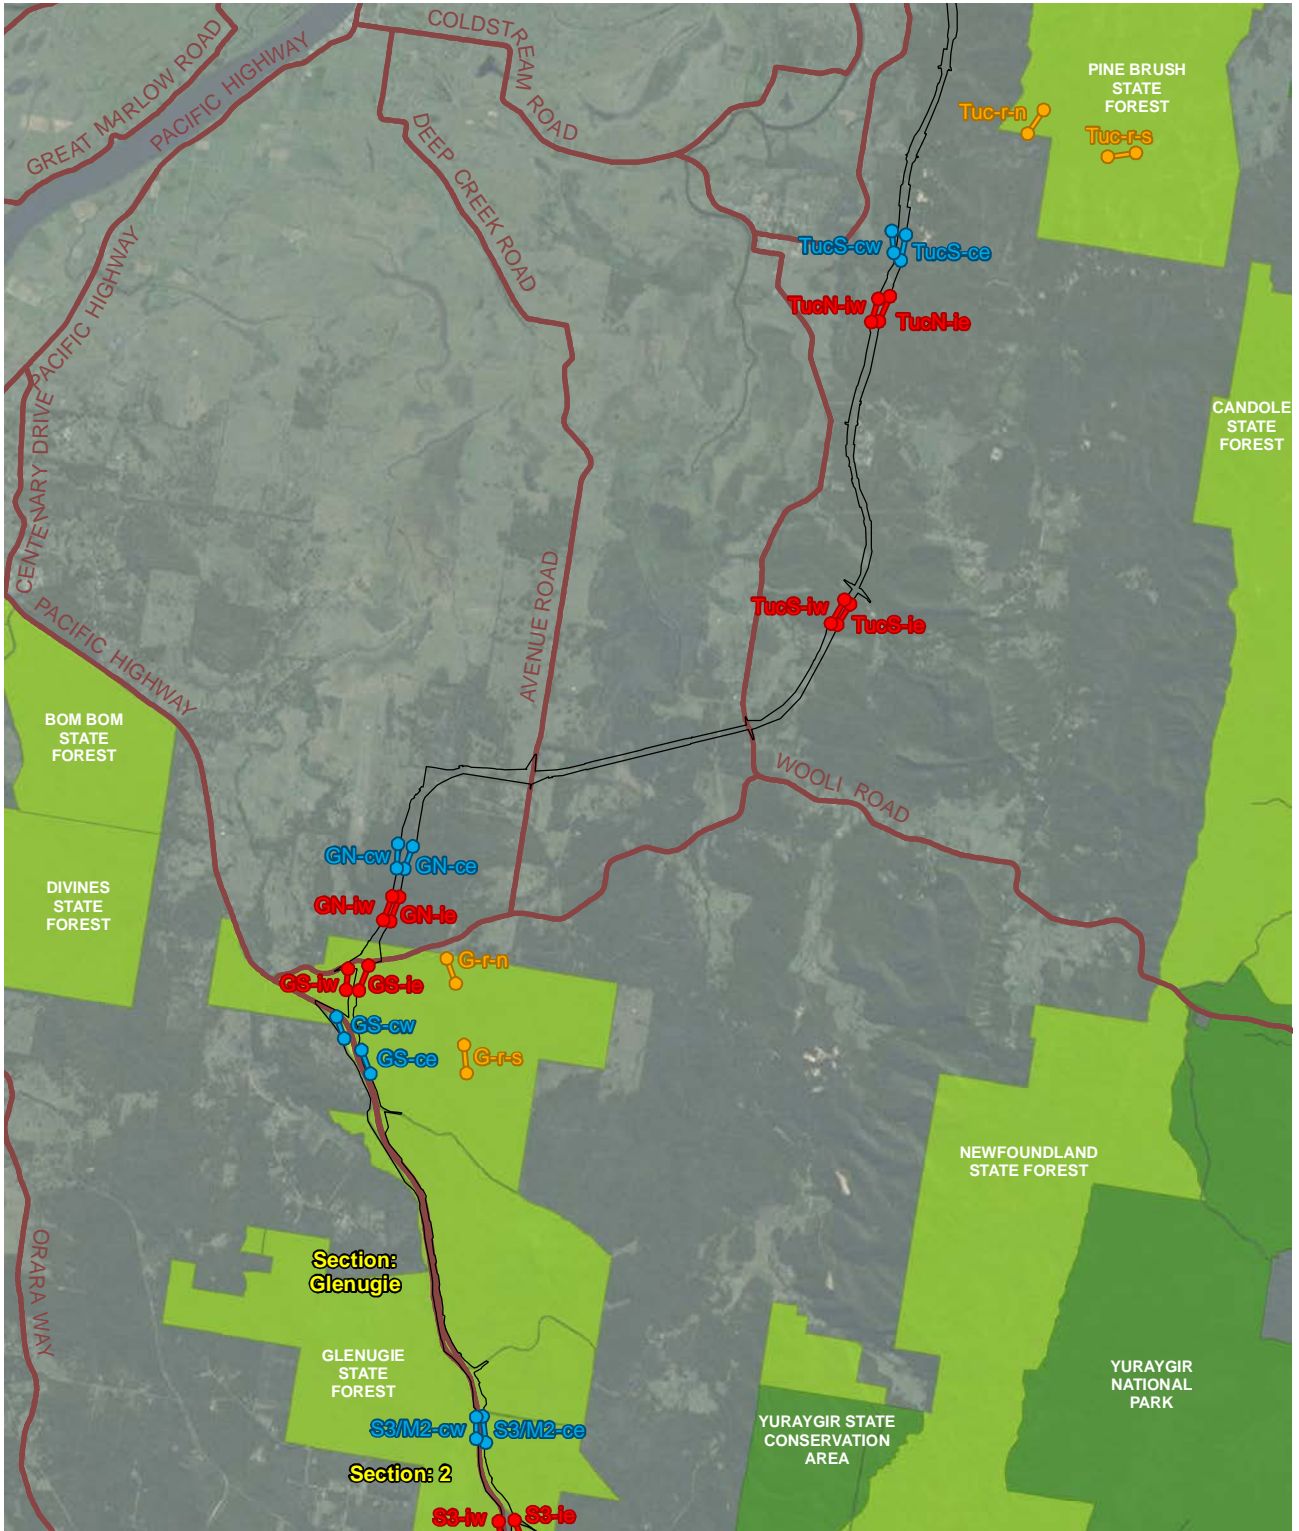 COLDSTREAM ROAD
GREAT MARLOW ROAD
PACIFIC HIGHWAY
PINE BRUSH
STATE
FOREST
Tuc-r-n
Tuc-r-s
DEEP CREEK ROAD
TucS-cw
TucS-ce
PACIFIC HIGHWAY
TucN-iw
TucN-ie
CANDOLE
STATE
FOREST
CENTENARY DRIVE
AVENUE ROAD
TucS-iw
TucS-ie
PACIFIC HIGHWAY
BOM BOM
STATE
FOREST
WOOLI ROAD
GN-cw
GN-ce
DIVINES
STATE
FOREST
GN-iw
GN-ie
G-r-n
GS-iw
GS-ie
GS-cw
GS-ce
G-r-s
NEWFOUNDLAND
STATE FOREST
ORARA WAY
Section:
Glenugie
GLENUGIE
STATE
FOREST
YURAYGIR
NATIONAL
PARK
S3/M2-cw
S3/M2-ce
YURAYGIR STATE
CONSERVATION
AREA
Section: 2
S3-iw
S3-ie